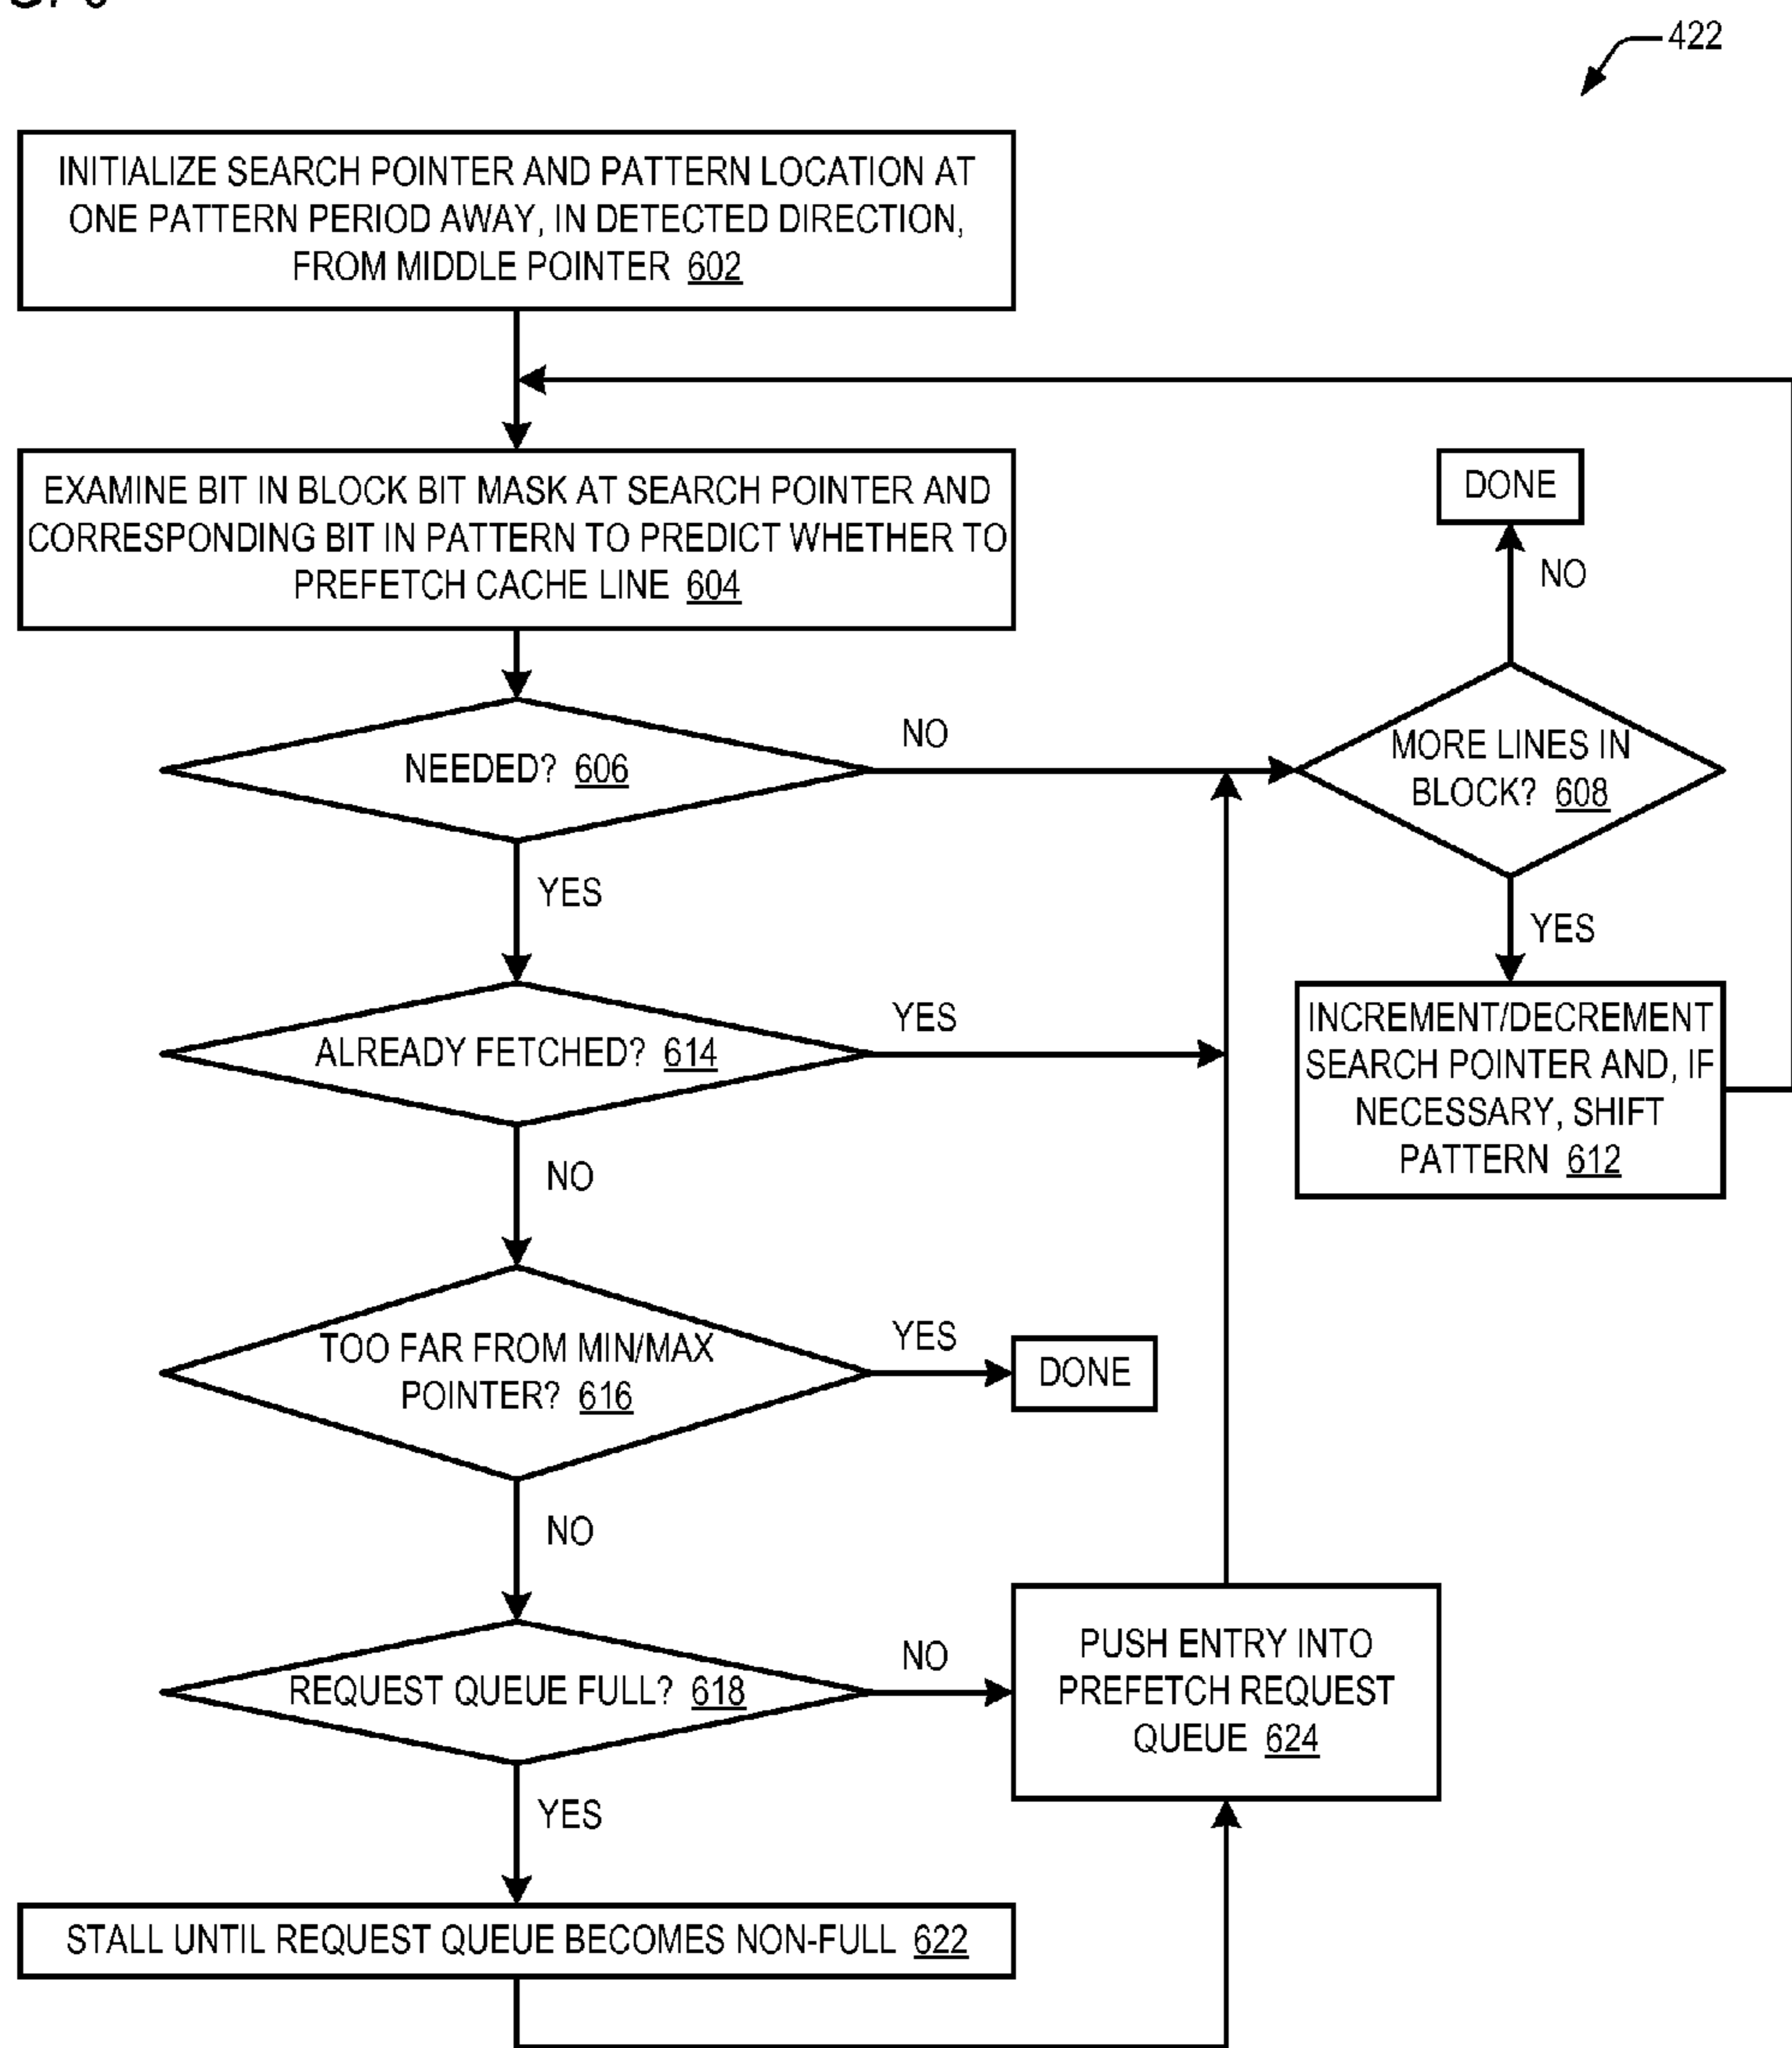 422
INITIALIZE SEARCH POINTER AND PATTERN LOCATION AT
ONE PATTERN PERIOD AWAY, IN DETECTED DIRECTION,
FROM MIDDLE POINTER 602
EXAMINE BIT IN BLOCK BIT MASK AT SEARCH POINTER AND
CORRESPONDING BIT IN PATTERN TO PREDICT WHETHER TO
PREFETCH CACHE LINE 604
DONE
NO
NEEDED? 606
NO
MORE LINES IN
BLOCK? 608
YES
YES
ALREADY FETCHED? 614
YES
INCREMENT/DECREMENT
SEARCH POINTER AND, IF
NECESSARY, SHIFT
PATTERN 612
NO
TOO FAR FROM MIN/MAX
POINTER? 616
YES
DONE
NO
REQUEST QUEUE FULL? 618
NO
PUSH ENTRY INTO
PREFETCH REQUEST
QUEUE 624
YES
STALL UNTIL REQUEST QUEUE BECOMES NON-FULL 622